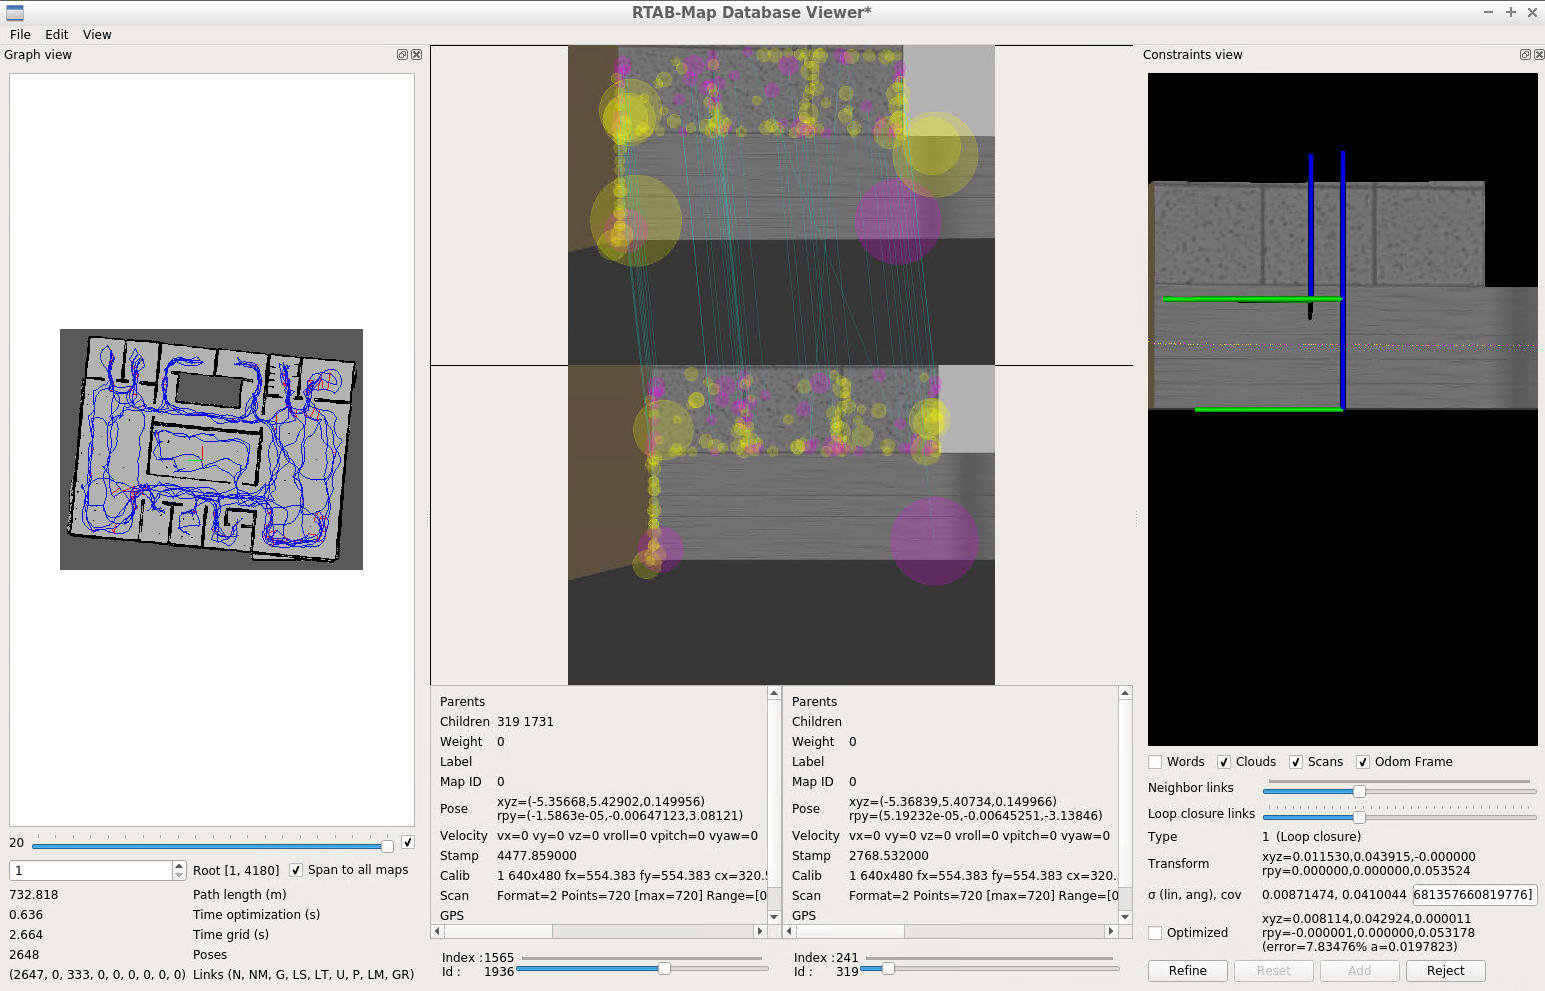 RTAB-Map Database Viewer*
File Edit View
Graph view
20
1
Root [1, 4180]
Span to all maps
732.818 Path length (m)
0.636 Time optimization (s)
2.664 Time grid (s)
2648 Poses
(2647, 0, 333, 0, 0, 0, 0, 0, 0) Links (N, NM, G, LS, LT, U, P, LM, GR)
Parents
Children 319 1731
Weight 0
Label
Map ID 0
Pose xyz=(-5.35668,5.42902,0.149956)
rpy=(-1.5863e-05,-0.00647123,3.08121)
Velocity vx=0 vy=0 vz=0 vroll=0 vpitch=0 vyaw=0
Stamp 4477.859000
Calib 1 640x480 fx=554.383 fy=554.383 cx=320.5
Scan Format=2 Points=720 [max=720] Range=[0
GPS
Index : 1565
Id : 1936
Parents
Children
Weight 0
Label
Map ID 0
Pose xyz=(-5.36839,5.40734,0.149966)
rpy=(5.19232e-05,-0.00645251,-3.13846)
Velocity vx=0 vy=0 vz=0 vroll=0 vpitch=0 vyaw=0
Stamp 2768.532000
Calib 1 640x480 fx=554.383 fy=554.383 cx=320.
Scan Format=2 Points=720 [max=720] Range=[0
GPS
Index : 241
Id : 319
Constraints view
Words Clouds Scans Odom Frame
Neighbor links
Loop closure links
Type 1 (Loop closure)
Transform xyz=0.011530,0.043915,-0.000000
rpy=0.000000,0.000000,0.053524
σ (lin, ang), cov 0.00871474, 0.0410044 681357660819776]
Optimized xyz=0.008114,0.042924,0.000011
rpy=-0.000001,0.000000,0.053178
(error=7.83476% a=0.0197823)
Refine Reset Add Reject